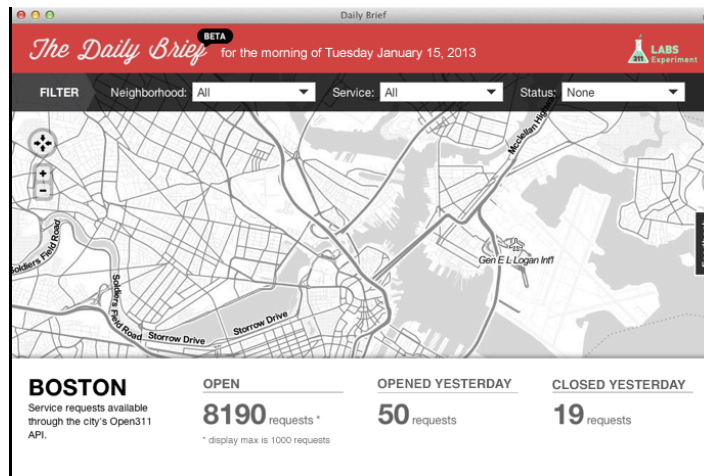 Daily Brief
The Daily Brief
BETA
for the morning of Tuesday January 15, 2013
311
LABS
Experiment
FILTER
Neighborhood: All
Service: All
Status: None
+
−
Mcclellan Highway
Gen E L Logan Int'l
Soldiers Field Road
Soldiers Field Road
Storrow Drive
Storrow Drive
BOSTON
Service requests available
through the city's Open311
API.
OPEN
8190 requests *
* display max is 1000 requests
OPENED YESTERDAY
50 requests
CLOSED YESTERDAY
19 requests